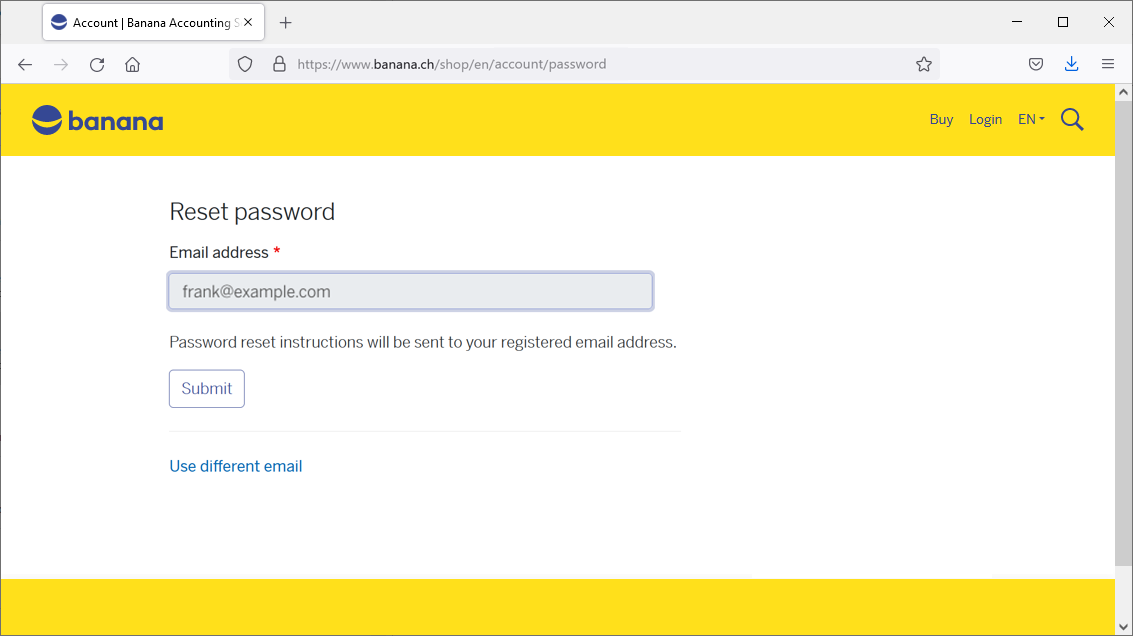 Account | Banana Accounting S
https://www.banana.ch/shop/en/account/password
banana
Buy Login EN
Reset password
Email address *
frank@example.com
Password reset instructions will be sent to your registered email address.
Submit
Use different email